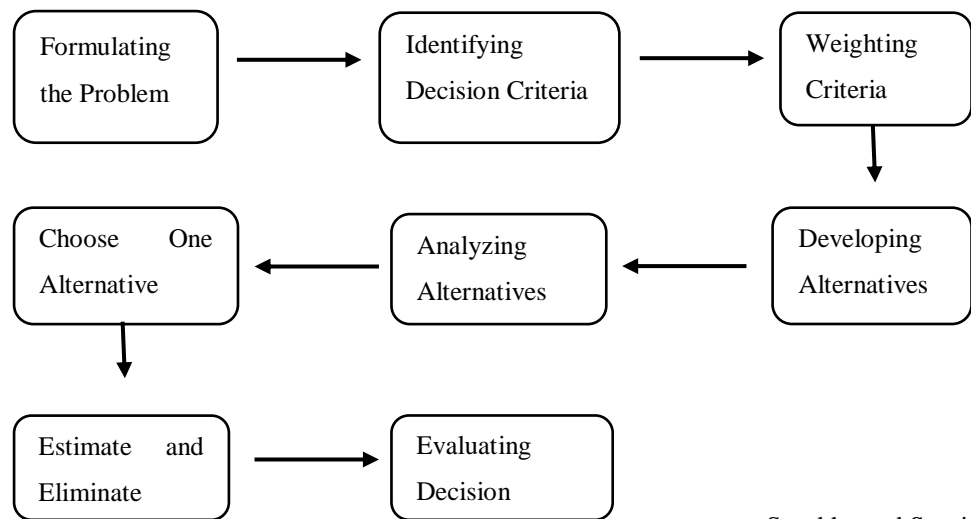 Formulating
the Problem
Identifying
Decision Criteria
Weighting
Criteria
Developing
Alternatives
Analyzing
Alternatives
Choose One
Alternative
Estimate and
Eliminate
Evaluating
Decision